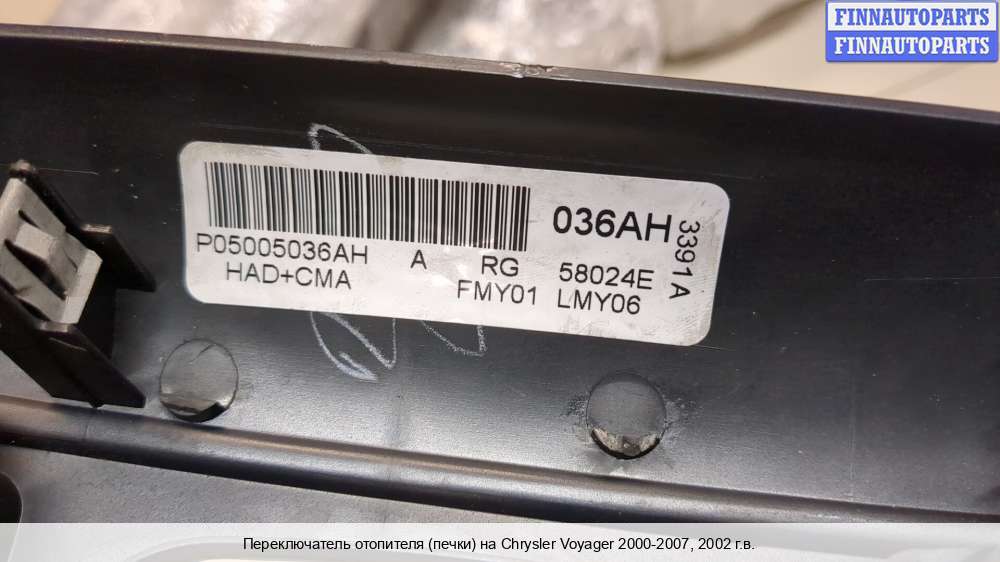 FINNAUTOPARTS
FINNAUTOPARTS
036AH
3391A
P05005036AH A RG 58024E
HAD+CMA FMY01 LMY06
Переключатель отопителя (печки) на Chrysler Voyager 2000-2007, 2002 г.в.